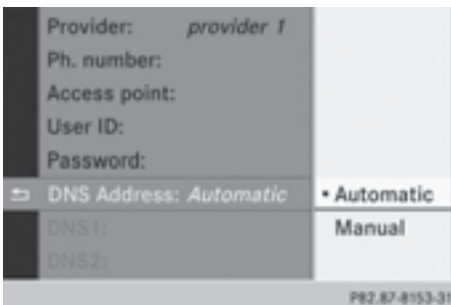 Provider: provider 1
Ph. number:
Access point:
User ID:
Password:
DNS Address: Automatic • Automatic
DNS1: Manual
DNS2:
P82.87-8153-31